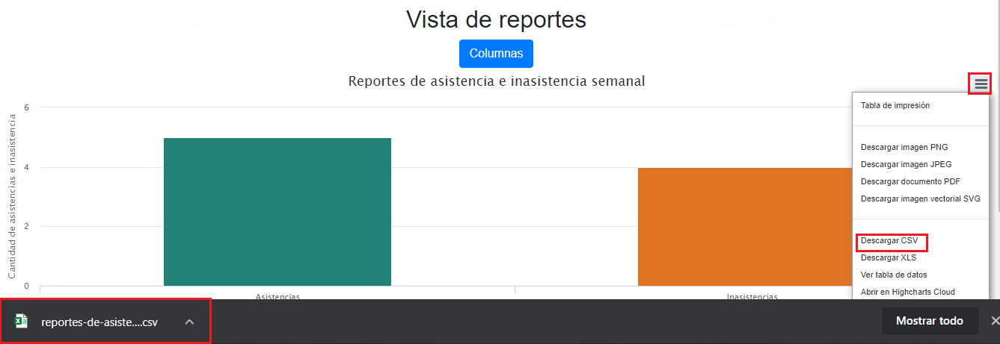 Vista de reportes
Columnas
Reportes de asistencia e inasistencia semanal
Tabla de impresión
Descargar imagen PNG
Descargar imagen JPEG
Descargar documento PDF
Descargar imagen vectorial SVG
Descargar CSV
Descargar XLS
Ver tabla de datos
Abrir en Highcharts Cloud
Cantidad de asistencias e inasistencia
6
4
2
0
Asistencias
Inasistencias
reportes-de-asiste....csv
Mostrar todo